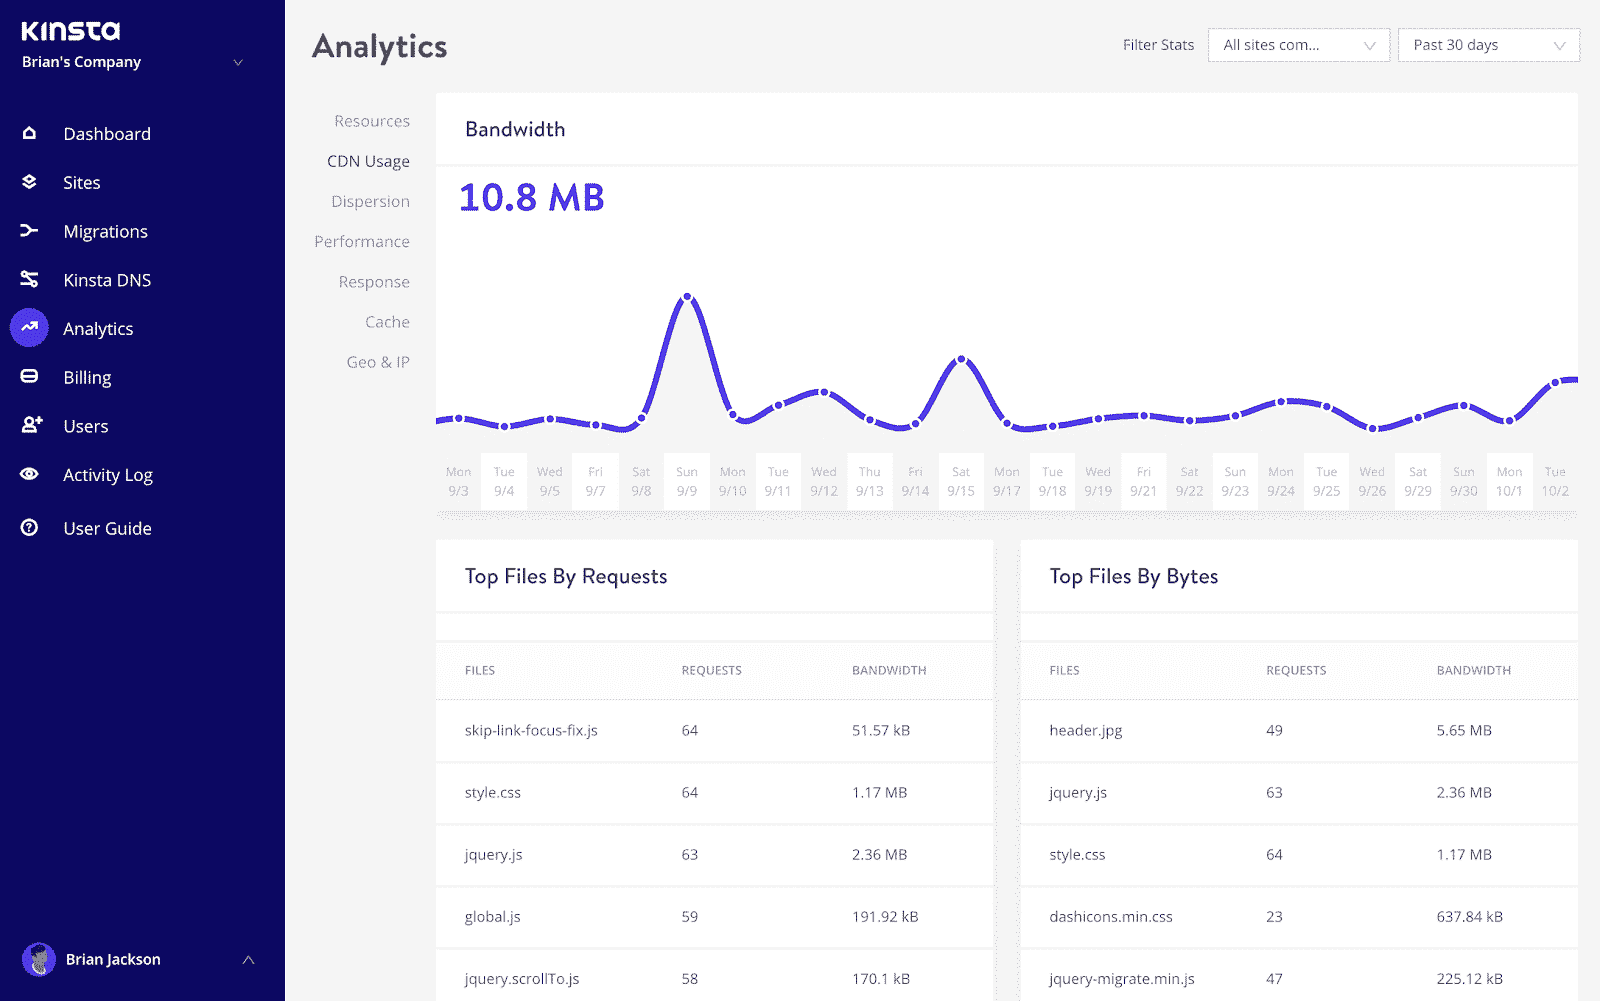 Kinsta
Brian's Company
Dashboard
Sites
Migrations
Kinsta DNS
Analytics
Billing
Users
Activity Log
User Guide
Brian Jackson
Analytics
Filter Stats All sites com... Past 30 days
Resources
CDN Usage
Dispersion
Performance
Response
Cache
Geo & IP
Bandwidth
10.8 MB
Mon Tue Wed Fri Sat Sun Mon Tue Wed Thu Fri Sat Mon Tue Wed Fri Sat Sun Mon Tue Wed Sat Sun Mon Tue
9/3 9/4 9/5 9/7 9/8 9/9 9/10 9/11 9/12 9/13 9/14 9/15 9/17 9/18 9/19 9/21 9/22 9/23 9/24 9/25 9/26 9/29 9/30 10/1 10/2
Top Files By Requests
FILES REQUESTS BANDWIDTH
skip-link-focus-fix.js 64 51.57 kB
style.css 64 1.17 MB
jquery.js 63 2.36 MB
global.js 59 191.92 kB
jquery.scrollTo.js 58 170.1 kB
Top Files By Bytes
FILES REQUESTS BANDWIDTH
header.jpg 49 5.65 MB
jquery.js 63 2.36 MB
style.css 64 1.17 MB
dashicons.min.css 23 637.84 kB
jquery-migrate.min.js 47 225.12 kB